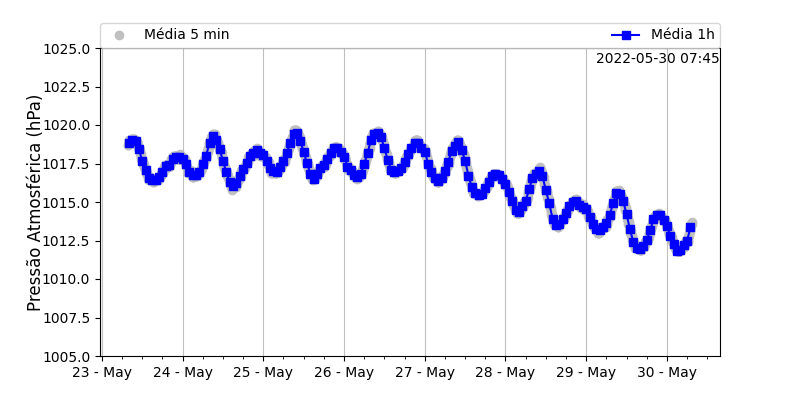 Média 5 min
Média 1h
2022-05-30 07:45
Pressão Atmosférica (hPa)
1025.0
1022.5
1020.0
1017.5
1015.0
1012.5
1010.0
1007.5
1005.0
23 - May
24 - May
25 - May
26 - May
27 - May
28 - May
29 - May
30 - May